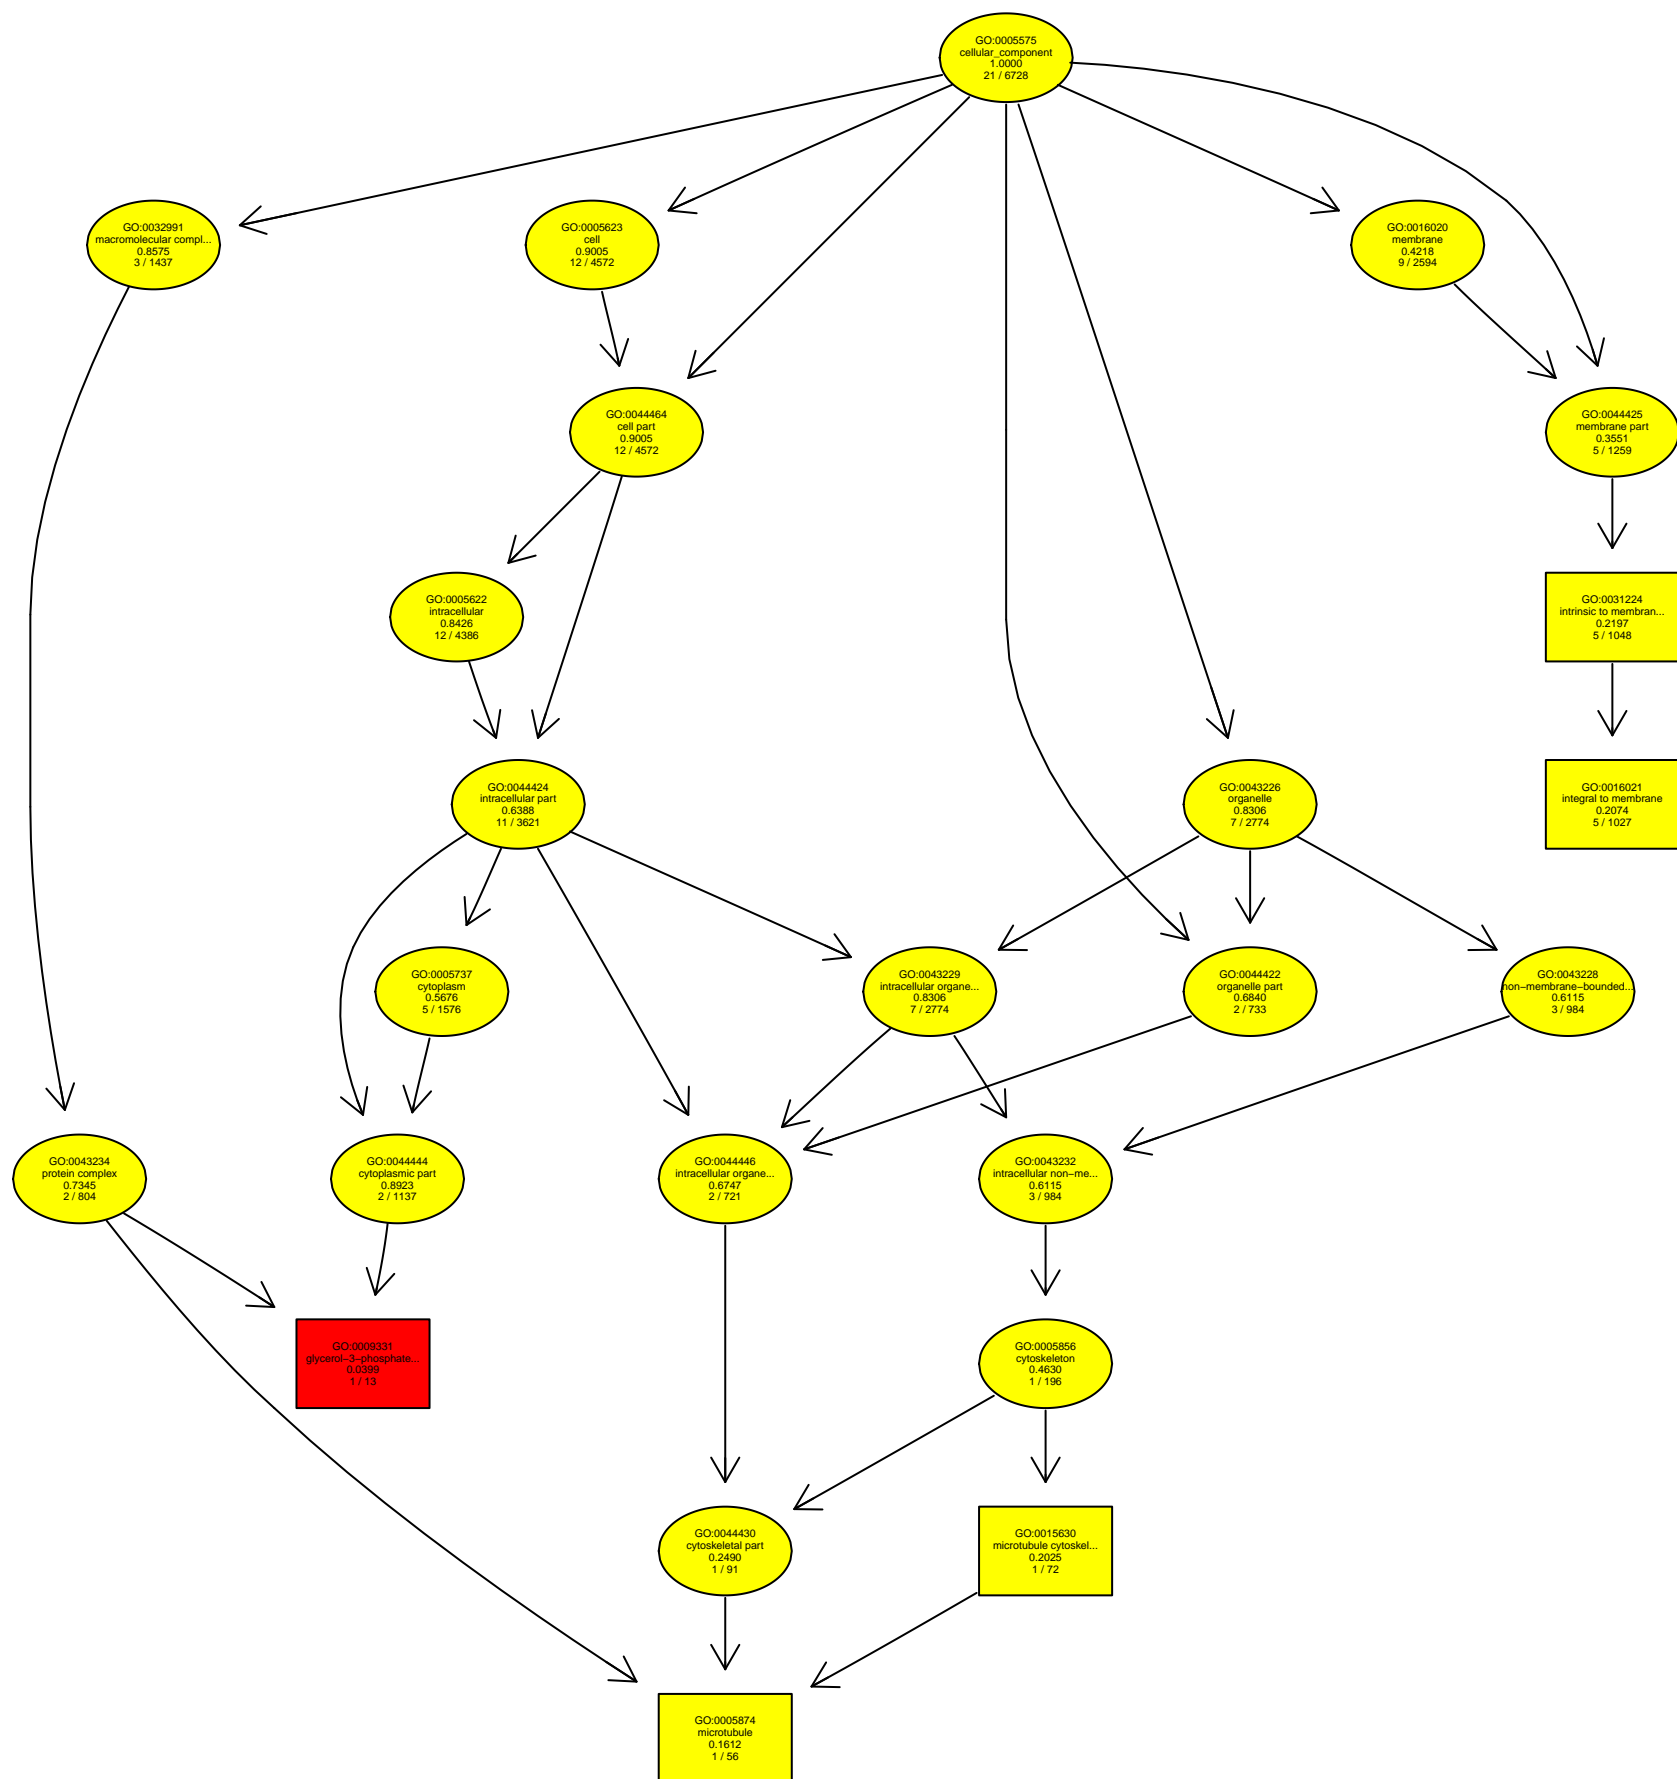 GO:0005575
cellular_component
1.0000
21 / 6728
GO:0032991
macromolecular compl...
0.8575
3 / 1437
GO:0005623
cell
0.9005
12 / 4572
GO:0016020
membrane
0.4218
9 / 2594
GO:0044464
cell part
0.9005
12 / 4572
GO:0044425
membrane part
0.3551
5 / 1259
GO:0005622
intracellular
0.8426
12 / 4386
GO:0031224
intrinsic to membran...
0.2197
5 / 1048
GO:0044424
intracellular part
0.6388
11 / 3621
GO:0043226
organelle
0.8306
7 / 2774
GO:0016021
integral to membrane
0.2074
5 / 1027
GO:0005737
cytoplasm
0.5676
5 / 1576
GO:0043229
intracellular organe...
0.8306
7 / 2774
GO:0044422
organelle part
0.6840
2 / 733
GO:0043228
non−membrane−bounded...
0.6115
3 / 984
GO:0043234
protein complex
0.7345
2 / 804
GO:0044444
cytoplasmic part
0.8923
2 / 1137
GO:0044446
intracellular organe...
0.6747
2 / 721
GO:0043232
intracellular non−me...
0.6115
3 / 984
GO:0009331
glycerol−3−phosphate...
0.0399
1 / 13
GO:0005856
cytoskeleton
0.4630
1 / 196
GO:0044430
cytoskeletal part
0.2490
1 / 91
GO:0015630
microtubule cytoskel...
0.2025
1 / 72
GO:0005874
microtubule
0.1612
1 / 56